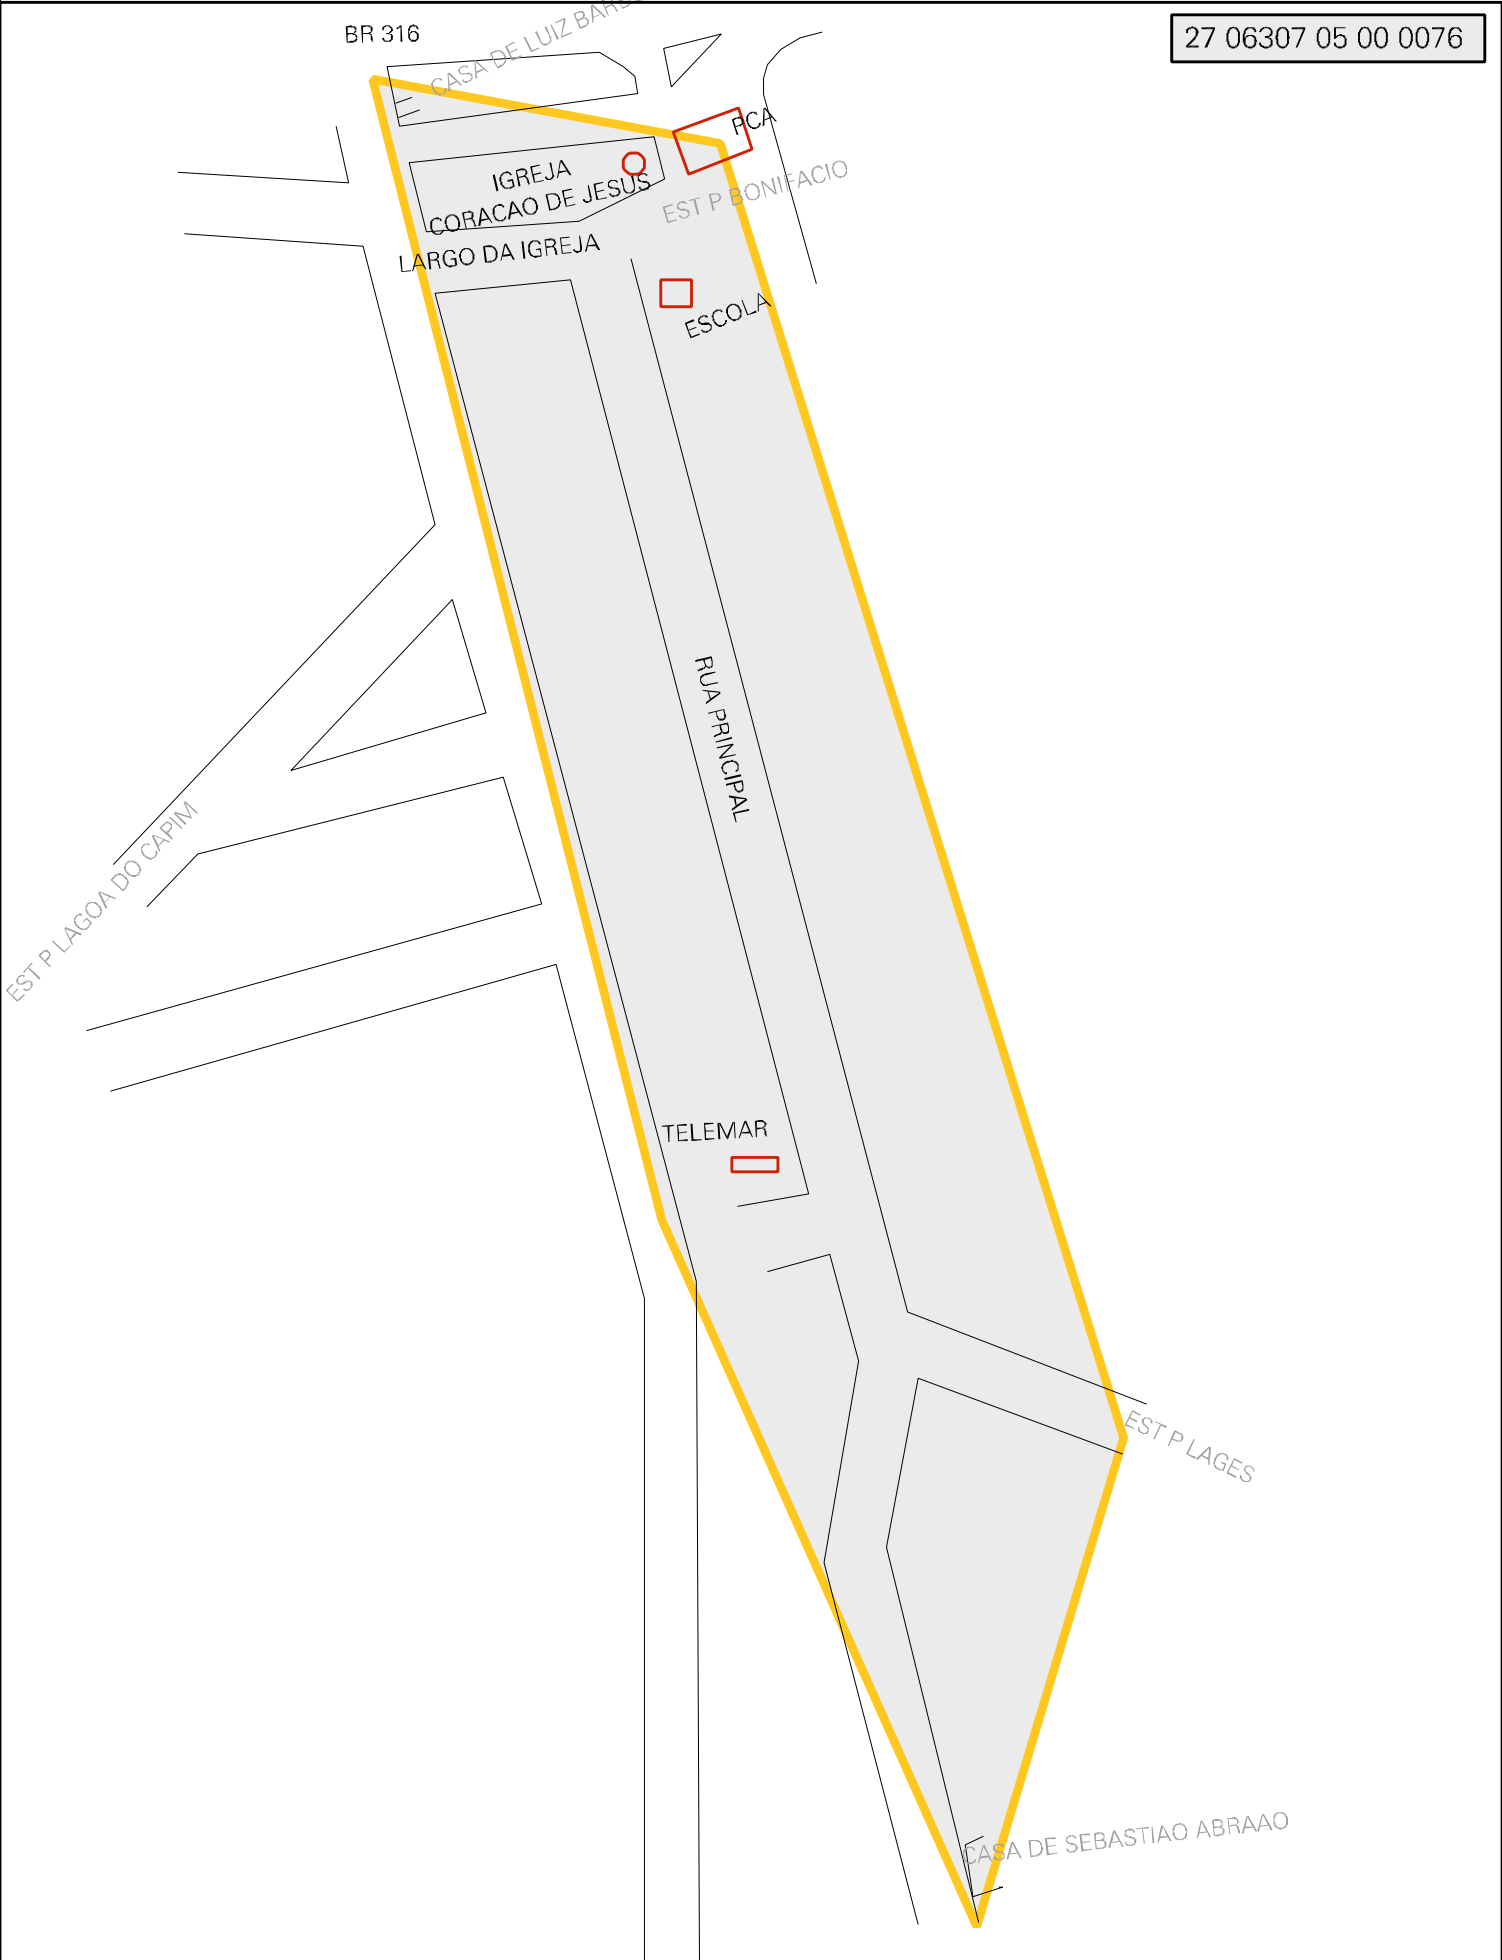 BR 316
CASA DE LUIZ
27 06307 05 00 0076
PCA
IGREJA
CORACAO DE JESUS
EST P BONIFACIO
LARGO DA IGREJA
ESCOLA
RUA PRINCIPAL
EST P LAGOA DO CAPIM
TELEMAR
EST P LAGES
CASA DE SEBASTIAO ABRAAO